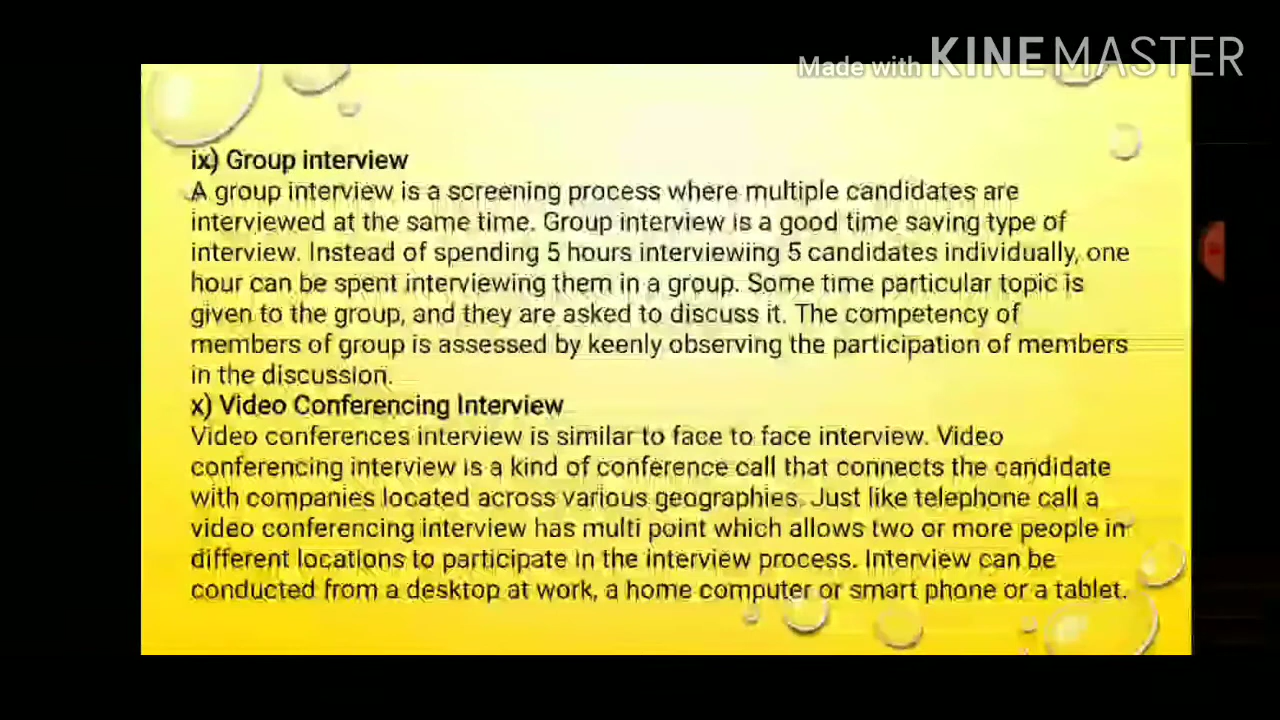 Made with KINEMASTER
ix) Group interview
A group interview is a screening process where multiple candidates are
interviewed at the same time. Group interview is a good time saving type of
interview. Instead of spending 5 hours interviewing 5 candidates individually, one
hour can be spent interviewing them in a group. Some time particular topic is
given to the group, and they are asked to discuss it. The competency of
members of group is assessed by keenly observing the participation of members
in the discussion.
x) Video Conferencing Interview
Video conferences interview is similar to face to face interview. Video
conferencing interview is a kind of conference call that connects the candidate
with companies located across various geographies. Just like telephone call a
video conferencing interview has multi point which allows two or more people in
different locations to participate in the interview process. Interview can be
conducted from a desktop at work, a home computer or smart phone or a tablet.